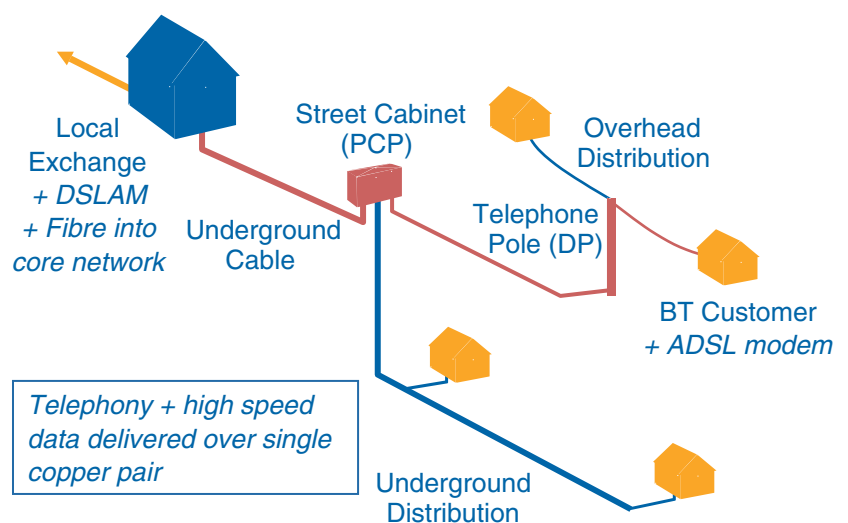 Local
Exchange
+ DSLAM
+ Fibre into
core network
Street Cabinet
(PCP)
Underground
Cable
Overhead
Distribution
Telephone
Pole (DP)
BT Customer
+ ADSL modem
Telephony + high speed
data delivered over single
copper pair
Underground
Distribution